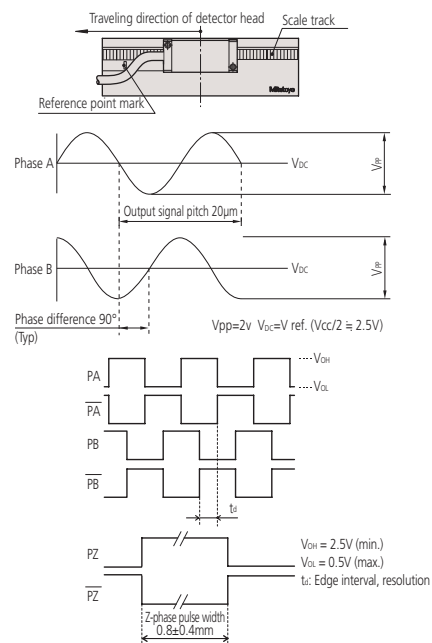 Traveling direction of detector head
Scale track
Mitutoyo
Reference point mark
Phase A
VDC
VPP
Output signal pitch 20µm
Phase B
VDC
VPP
Phase difference 90°
(Typ)
Vpp=2v VDC=V ref. (Vcc/2 ≒ 2.5V)
PA
VOH
VOL
PA
PB
PB
td
PZ
PZ
VOH = 2.5V (min.)
VOL = 0.5V (max.)
td: Edge interval, resolution
Z-phase pulse width
0.8±0.4mm